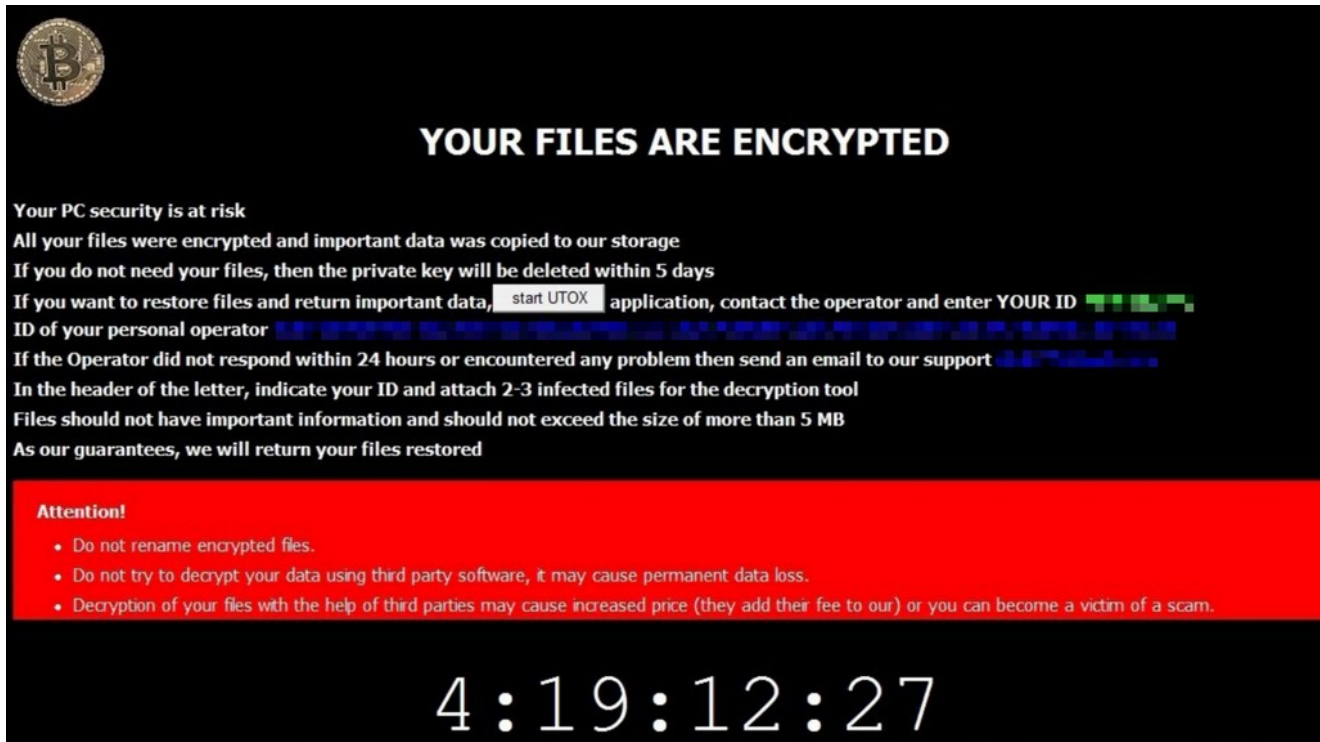 YOUR FILES ARE ENCRYPTED
Your PC security is at risk
All your files were encrypted and important data was copied to our storage
If you do not need your files, then the private key will be deleted within 5 days
If you want to restore files and return important data, start UTOX application, contact the operator and enter YOUR ID
ID of your personal operator
If the Operator did not respond within 24 hours or encountered any problem then send an email to our support
In the header of the letter, indicate your ID and attach 2-3 infected files for the decryption tool
Files should not have important information and should not exceed the size of more than 5 MB
As our guarantees, we will return your files restored
Attention!
• Do not rename encrypted files.
• Do not try to decrypt your data using third party software, it may cause permanent data loss.
• Decryption of your files with the help of third parties may cause increased price (they add their fee to our) or you can become a victim of a scam.
4:19:12:27